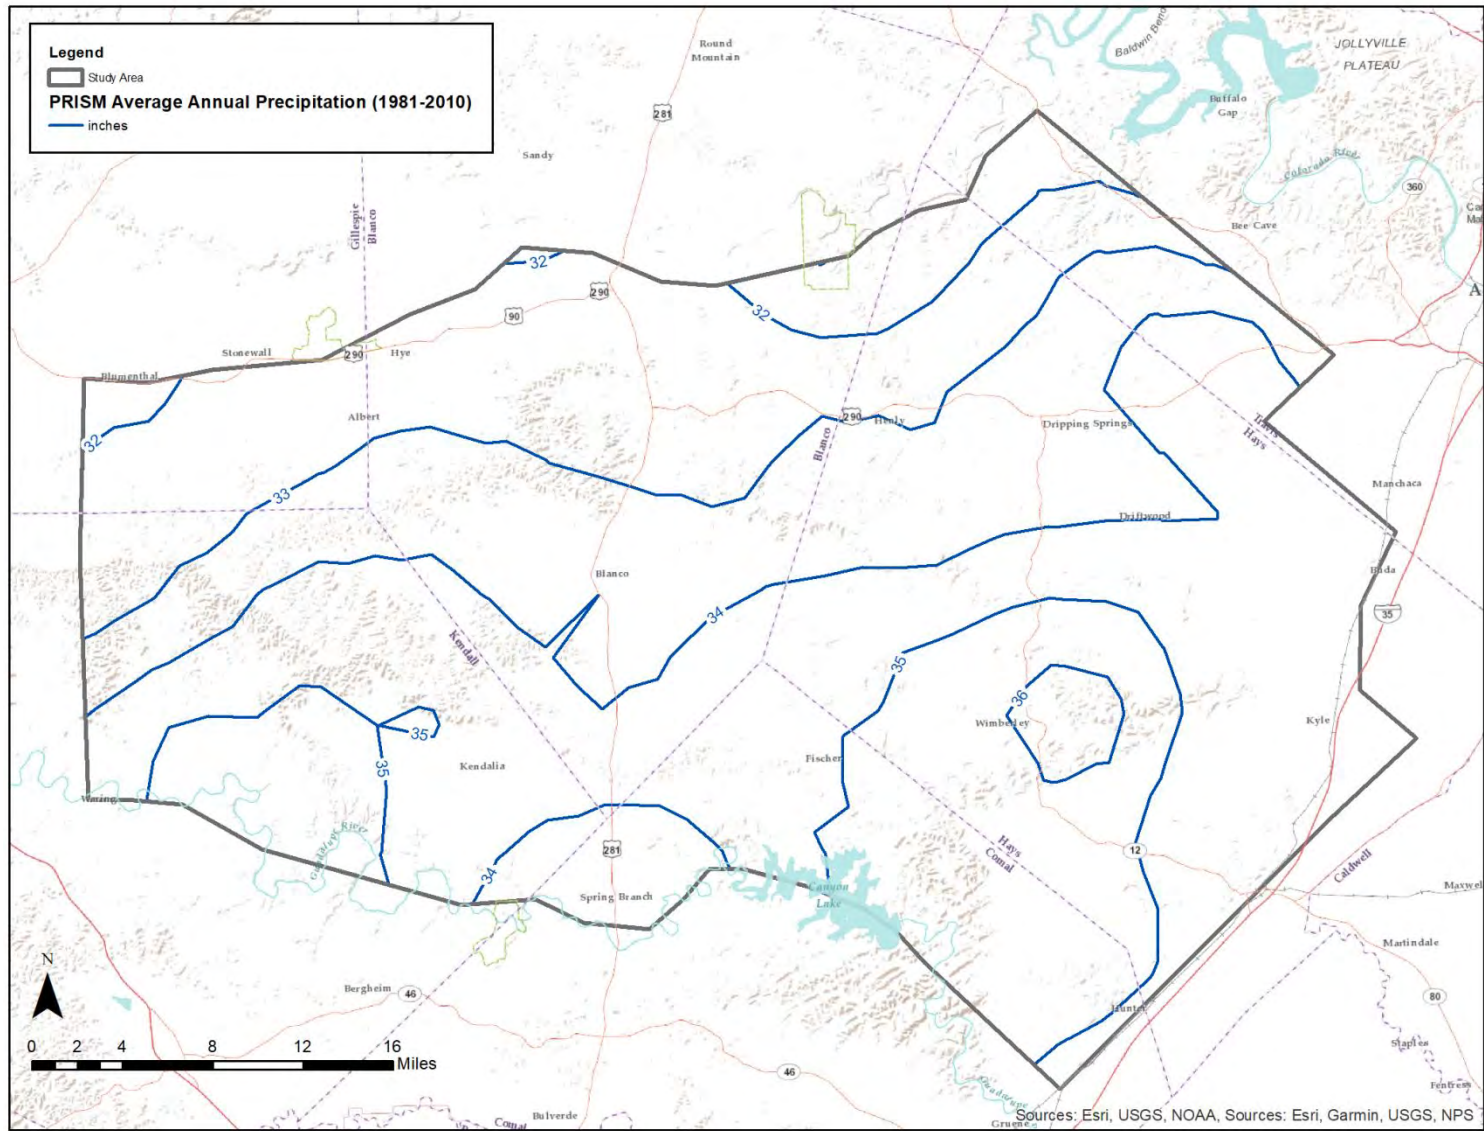 Legend
Study Area
PRISM Average Annual Precipitation (1981-2010)
inches
Round
Mountain
281
Sandy
Baldwin Bend
JOLLYVILLE
PLATEAU
Buffalo
Gap
Colorado River
360
Bee Cave
A
Gillespie
Blanco
32
290
90
32
Stonewall
290
Hye
Blumenthal
Albert
32
290
Henly
Blanco
Dripping Springs
Travis
Hays
Manchaca
33
Driftwood
Blanco
Buda
34
35
Kendall
35
36
Wimberley
Kyle
35
35
Kendalia
Fischer
Waring
Guadalupe River
281
Hays
Comal
12
Caldwell
34
Spring Branch
Canyon
Lake
Maxwel
Martindale
N
Bergheim
46
Hunter
80
0 2 4 8 12 16
Miles
46
Staples
Guadalupe
Fentress
Bulverde
Comal
Gruene
Sources: Esri, USGS, NOAA, Sources: Esri, Garmin, USGS, NPS